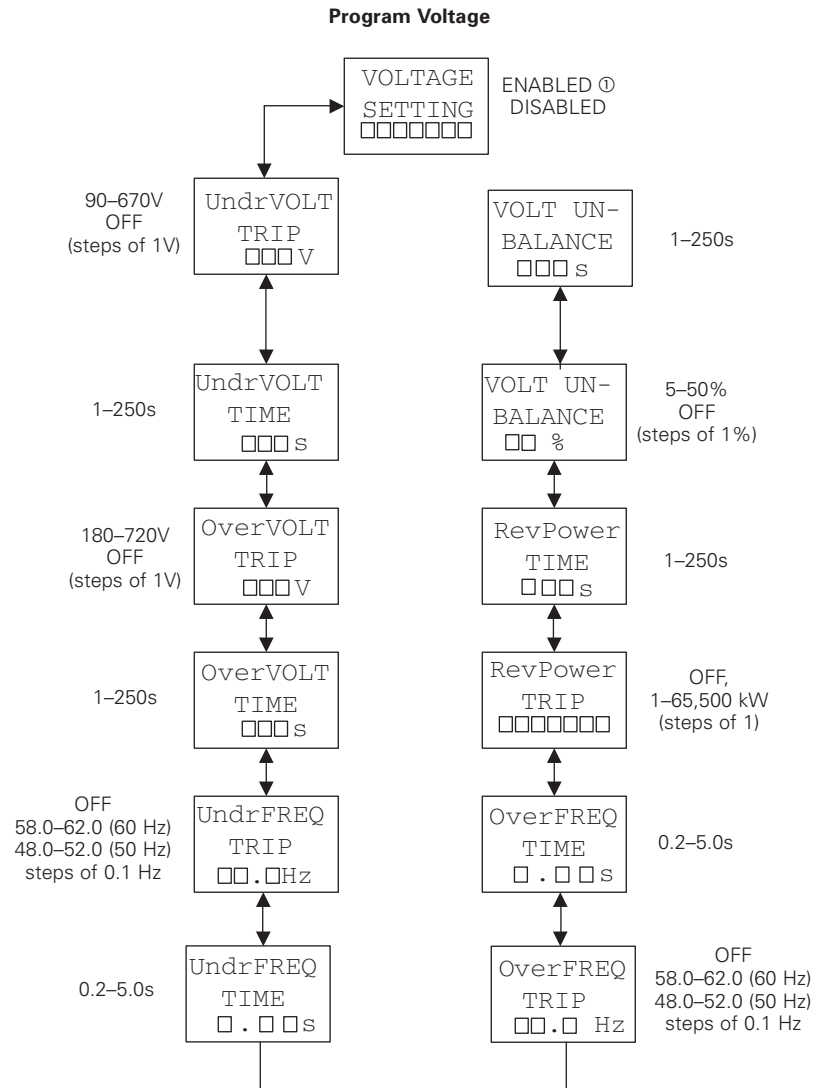 Program Voltage
VOLTAGE
SETTING
□□□□□□□
ENABLED ①
DISABLED
90–670V
OFF
(steps of 1V)
UndrVOLT
TRIP
□□□V
1–250s
UndrVOLT
TIME
□□□s
180–720V
OFF
(steps of 1V)
OverVOLT
TRIP
□□□V
1–250s
OverVOLT
TIME
□□□s
OFF
58.0–62.0 (60 Hz)
48.0–52.0 (50 Hz)
steps of 0.1 Hz
UndrFREQ
TRIP
□□.□Hz
0.2–5.0s
UndrFREQ
TIME
□.□□s
VOLT UN-
BALANCE
□□□s
1–250s
VOLT UN-
BALANCE
□□ %
5–50%
OFF
(steps of 1%)
RevPower
TIME
□□□s
1–250s
RevPower
TRIP
□□□□□□□
OFF,
1–65,500 kW
(steps of 1)
OverFREQ
TIME
□.□□s
0.2–5.0s
OverFREQ
TRIP
□□.□ Hz
OFF
58.0–62.0 (60 Hz)
48.0–52.0 (50 Hz)
steps of 0.1 Hz